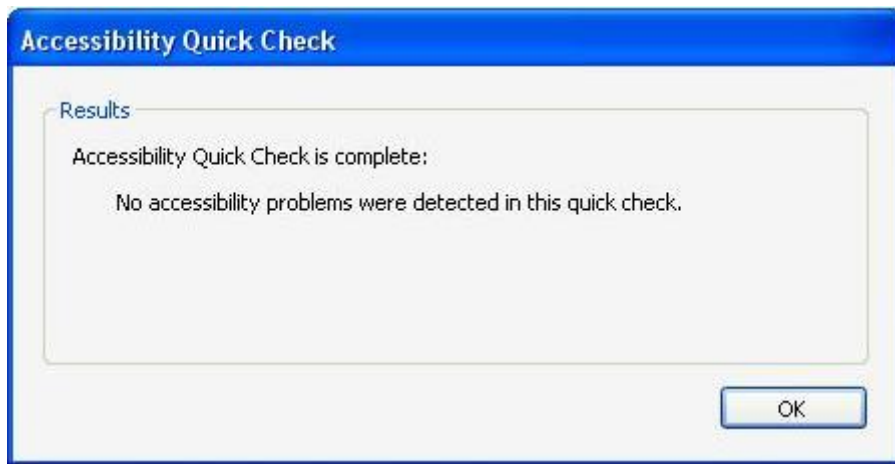 Accessibility Quick Check
Results
Accessibility Quick Check is complete:
No accessibility problems were detected in this quick check.
OK